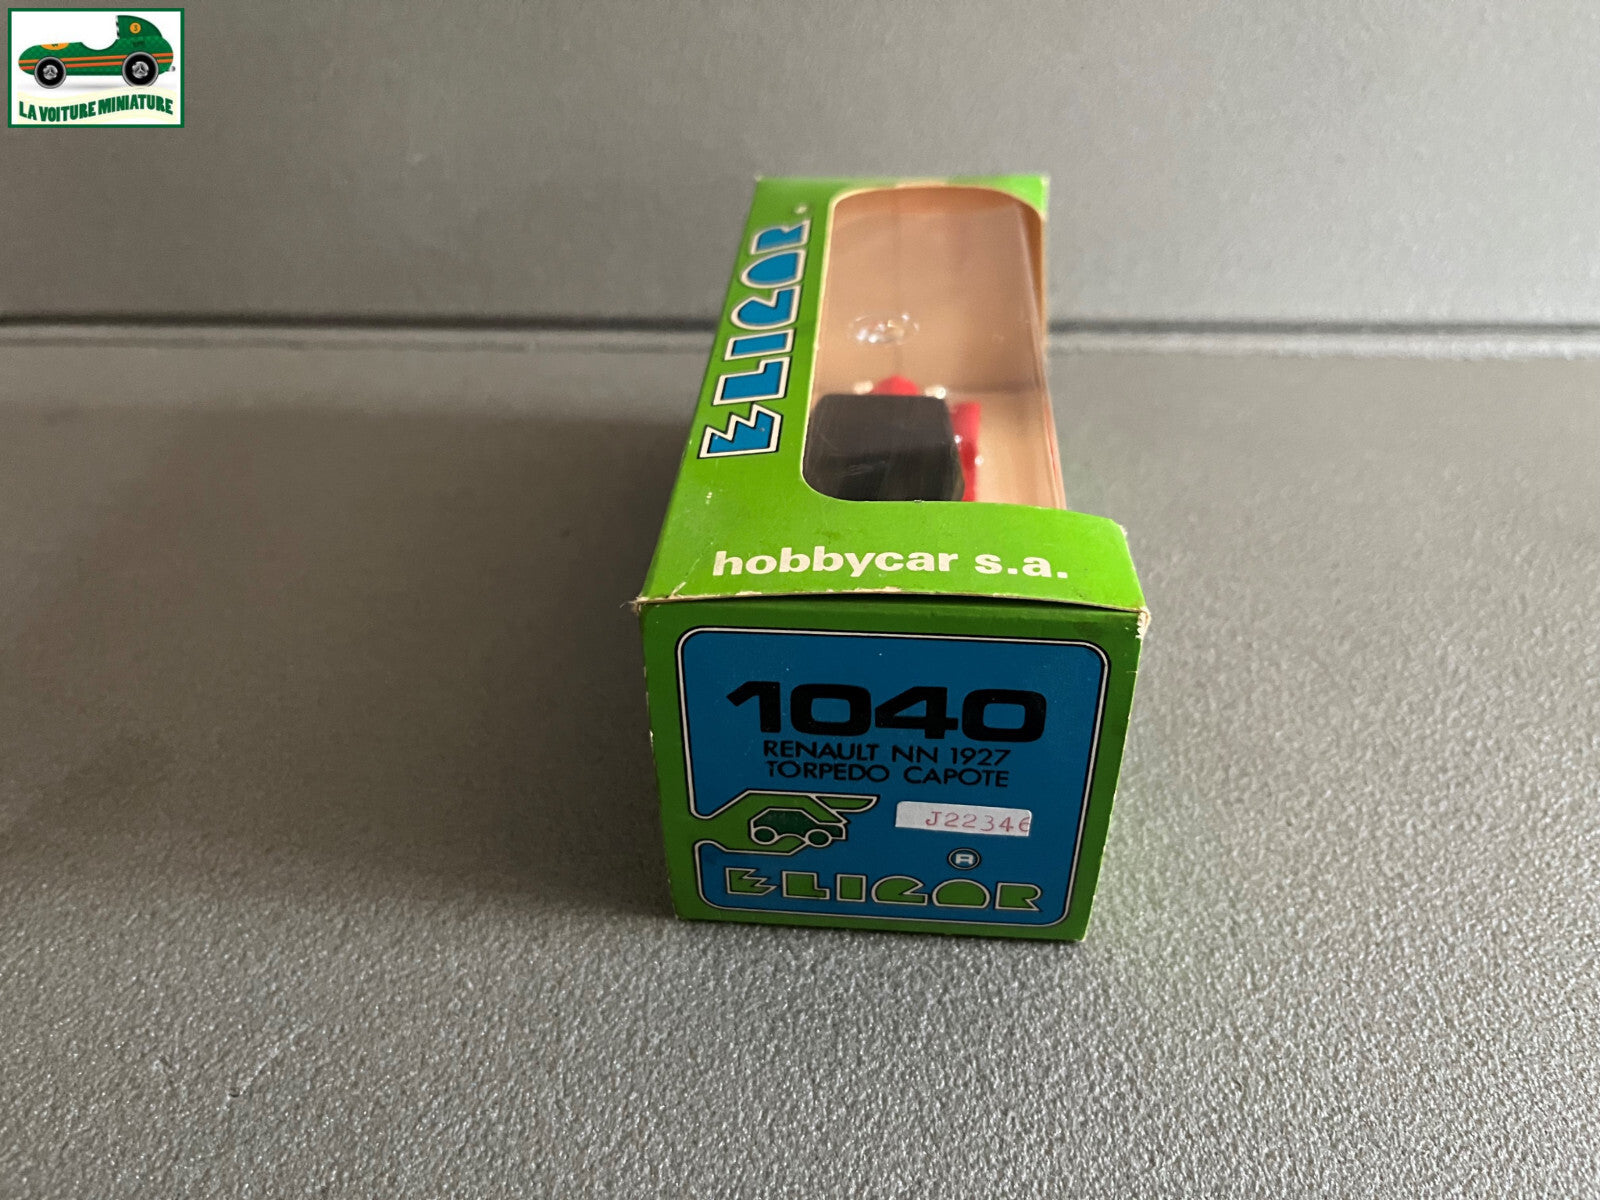 LA VOITURE MINIATURE
ELIGOR
hobbycar s.a.
1040
RENAULT NN 1927
TORPEDO CAPOTE
J22346
R
ELIGOR